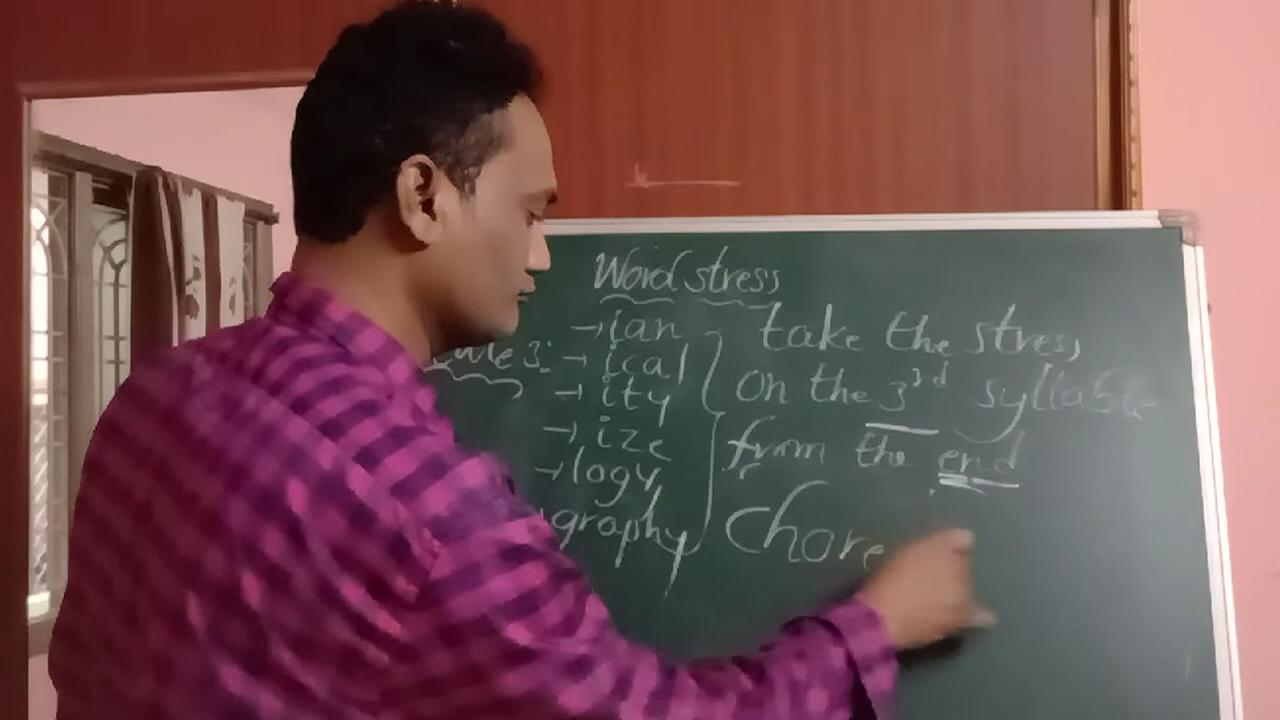 Word stress
Rule 3:
→ ian
→ ical
→ ity
→ ize
→ logy
graphy
take the stress
on the 3rd syllable
from the end
Chore